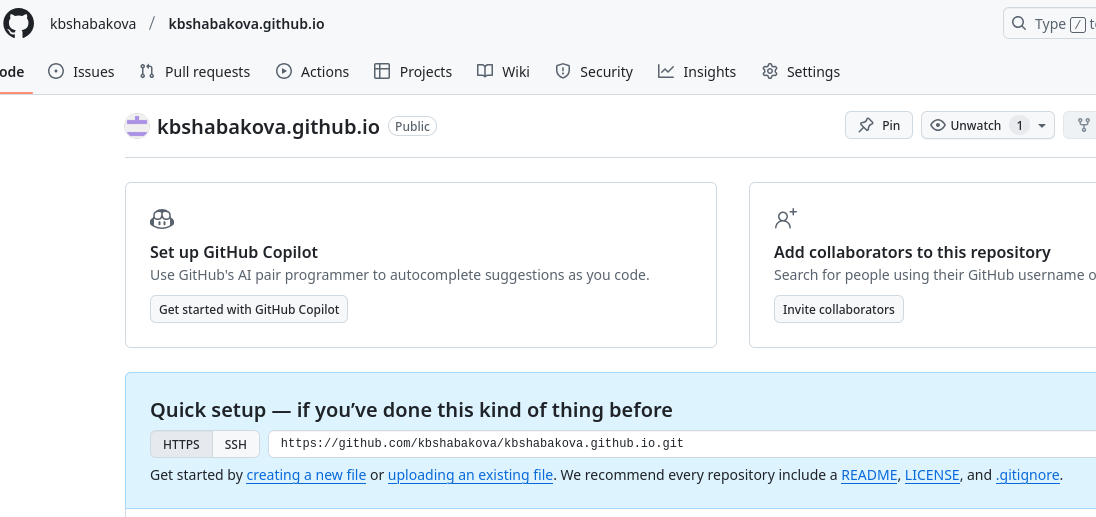 kbshabakova / kbshabakova.github.io
Type / to
ode Issues Pull requests Actions Projects Wiki Security Insights Settings
kbshabakova.github.io Public
Pin Unwatch 1
Set up GitHub Copilot
Use GitHub's AI pair programmer to autocomplete suggestions as you code.
Get started with GitHub Copilot
Add collaborators to this repository
Search for people using their GitHub username o
Invite collaborators
Quick setup — if you’ve done this kind of thing before
HTTPS SSH https://github.com/kbshabakova/kbshabakova.github.io.git
Get started by creating a new file or uploading an existing file. We recommend every repository include a README, LICENSE, and .gitignore.